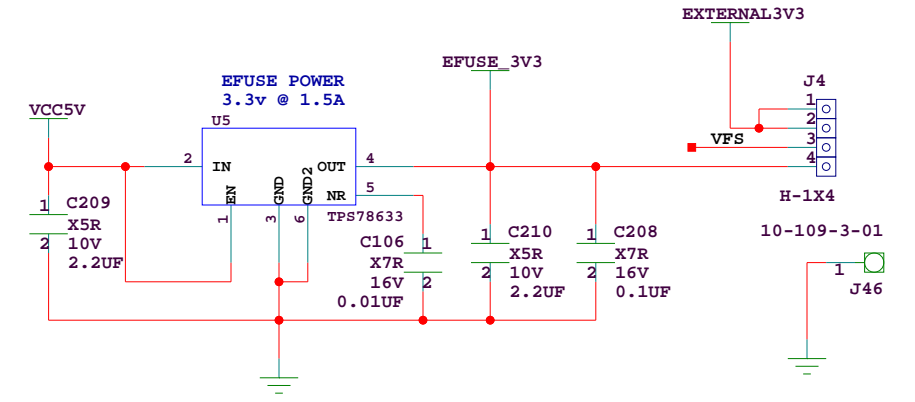 EXTERNAL3V3
EFUSE_3V3
EFUSE POWER
3.3v @ 1.5A
J4
VCC5V
U5
1
2
VFS
3
4
2
IN
OUT
4
EN
GND
GND2
NR
5
1
3
6
TPS78633
H-1X4
1
C209
X5R
10V
2
2.2UF
C106
1
X7R
16V
2
0.01UF
1
C210
X5R
10V
2
2.2UF
1
C208
X7R
16V
2
0.1UF
10-109-3-01
1
J46